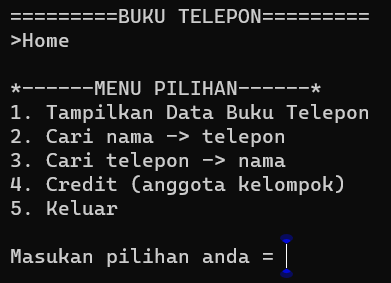 =========BUKU TELEPON=========
>Home
*------MENU PILIHAN------*
1. Tampilkan Data Buku Telepon
2. Cari nama -> telepon
3. Cari telepon -> nama
4. Credit (anggota kelompok)
5. Keluar
Masukan pilihan anda =